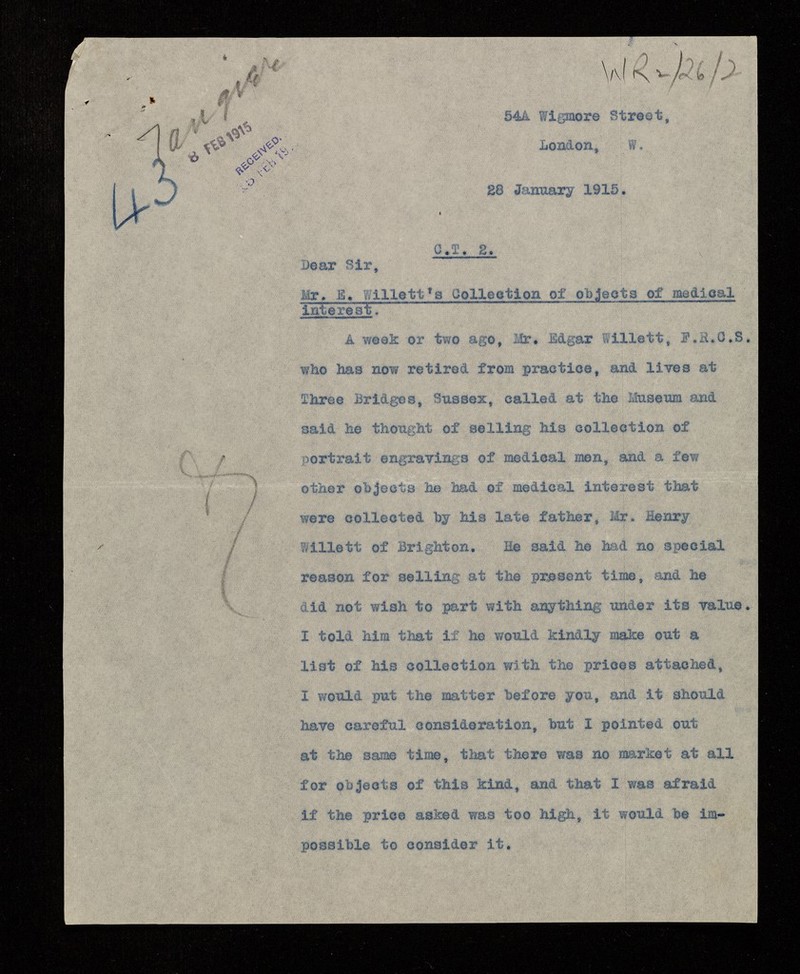 WR2/26/2
Tangier
43
8 FEB 1915
RECEIVED.
54A Wigmore Street,
London, W.
28 January 1915.
C.T. 2.
Dear Sir,
Mr. E. Willett's Collection of objects of medical
interest.
A week or two ago, Mr. Edgar Willett, F.R.C.S.
who has now retired from practice, and lives at
Three Bridges, Sussex, called at the Museum and
said he thought of selling his collection of
portrait engravings of medical men, and a few
other objects he had of medical interest that
were collected by his late father, Mr. Henry
Willett of Brighton. He said he had no special
reason for selling at the present time, and he
did not wish to part with anything under its value.
I told him that if he would kindly make out a
list of his collection with the prices attached,
I would put the matter before you, and it should
have careful consideration, but I pointed out
at the same time, that there was no market at all
for objects of this kind, and that I was afraid
if the price asked was too high, it would be im-
possible to consider it.